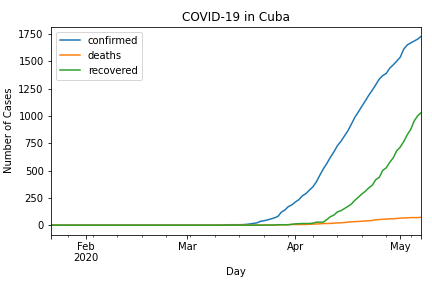 COVID-19 in Cuba
confirmed
deaths
recovered
Number of Cases
1750
1500
1250
1000
750
500
250
0
Feb
2020
Mar
Apr
May
Day